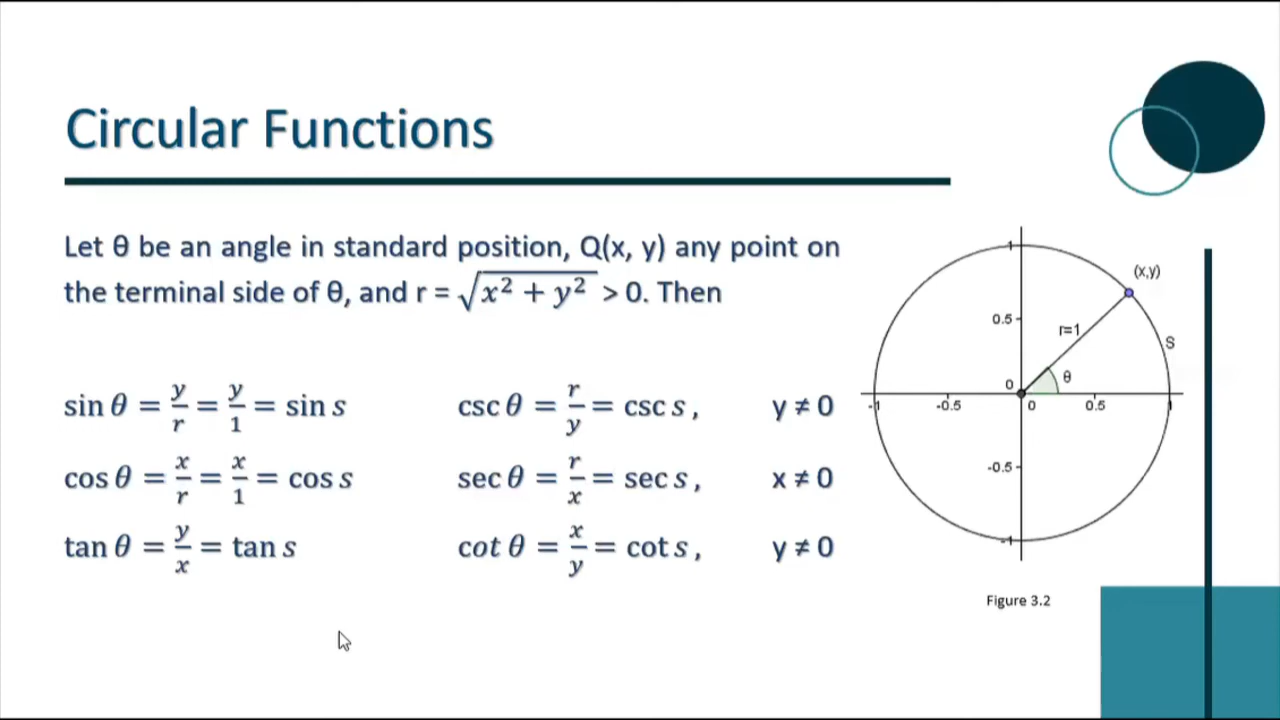 Circular Functions
Let θ be an angle in standard position, Q(x, y) any point on
the terminal side of θ, and r = √(x² + y²) > 0. Then
sin θ = y/r = y/1 = sin s
csc θ = r/y = csc s , y ≠ 0
cos θ = x/r = x/1 = cos s
sec θ = r/x = sec s , x ≠ 0
tan θ = y/x = tan s
cot θ = x/y = cot s , y ≠ 0
1
(x,y)
0.5
r=1
S
θ
0
-1
-0.5
0
0.5
1
-0.5
-1
Figure 3.2